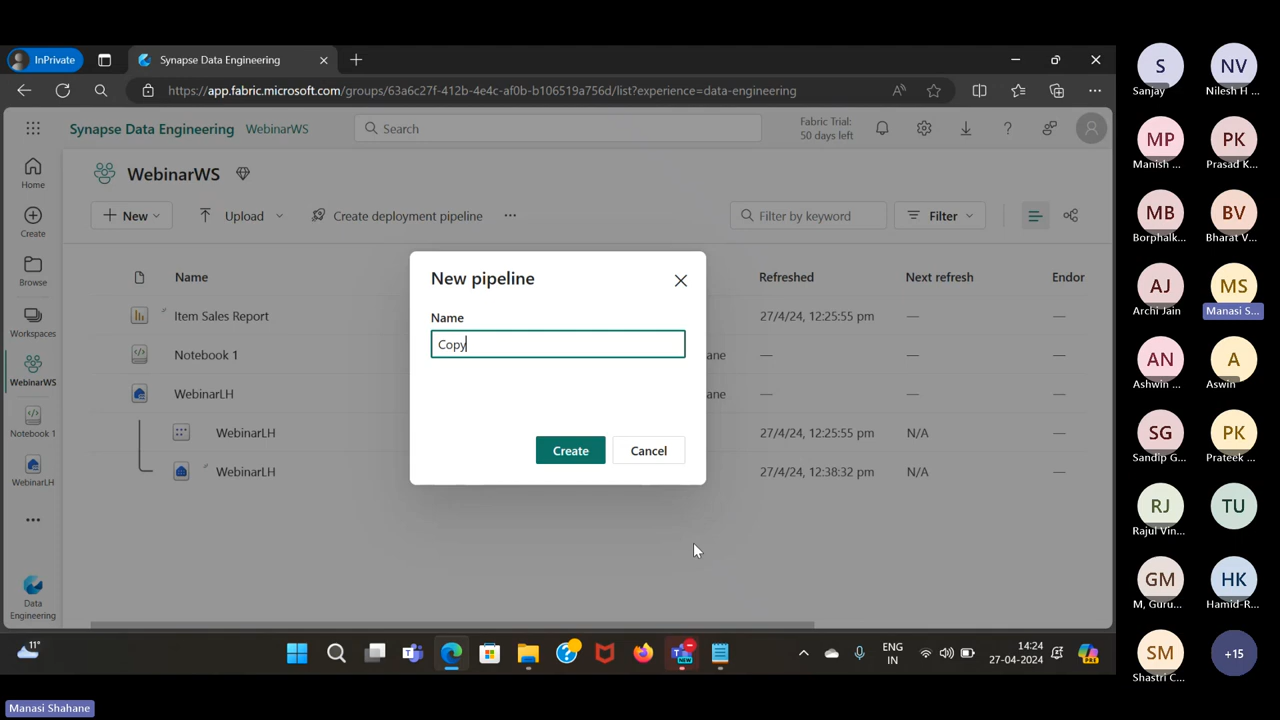 InPrivate
Synapse Data Engineering
https://app.fabric.microsoft.com/groups/63a6c27f-412b-4e4c-af0b-b106519a756d/list?experience=data-engineering
Synapse Data Engineering WebinarWS
Search
Fabric Trial:
50 days left
Home
Create
Browse
Workspaces
WebinarWS
Notebook 1
WebinarLH
Data
Engineering
WebinarWS
New
Upload
Create deployment pipeline
Filter by keyword
Filter
Name
Refreshed
Next refresh
Endor
Item Sales Report
27/4/24, 12:25:55 pm
—
—
Notebook 1
ane
—
—
—
WebinarLH
ane
—
—
—
WebinarLH
27/4/24, 12:25:55 pm
N/A
—
WebinarLH
27/4/24, 12:38:32 pm
N/A
—
New pipeline
Name
Copy
Create
Cancel
11°
NEW
ENG
IN
14:24
27-04-2024
PRE
S
Sanjay
NV
Nilesh H ...
MP
Manish ...
PK
Prasad K...
MB
Borphalk...
BV
Bharat V...
AJ
Archi Jain
MS
Manasi S...
AN
Ashwin ...
A
Aswin
SG
Sandip G...
PK
Prateek ...
RJ
Rajul Vin...
TU
GM
M, Guru...
HK
Hamid-R...
SM
Shastri C...
+15
Manasi Shahane